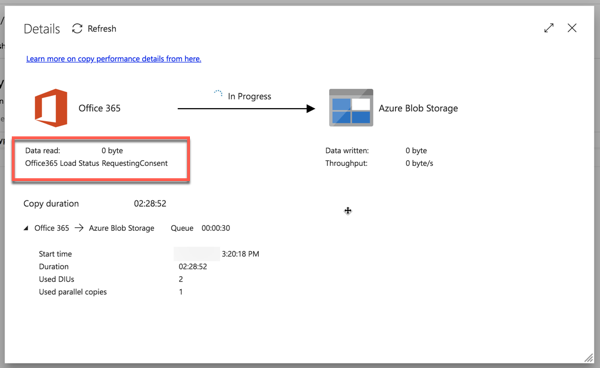 Details Refresh
Learn more on copy performance details from here.
In Progress
Office 365 Azure Blob Storage
Data read: 0 byte Data written: 0 byte
Office365 Load Status RequestingConsent Throughput: 0 byte/s
Copy duration 02:28:52
Office 365 → Azure Blob Storage Queue 00:00:30
Start time 3:20:18 PM
Duration 02:28:52
Used DIUs 2
Used parallel copies 1